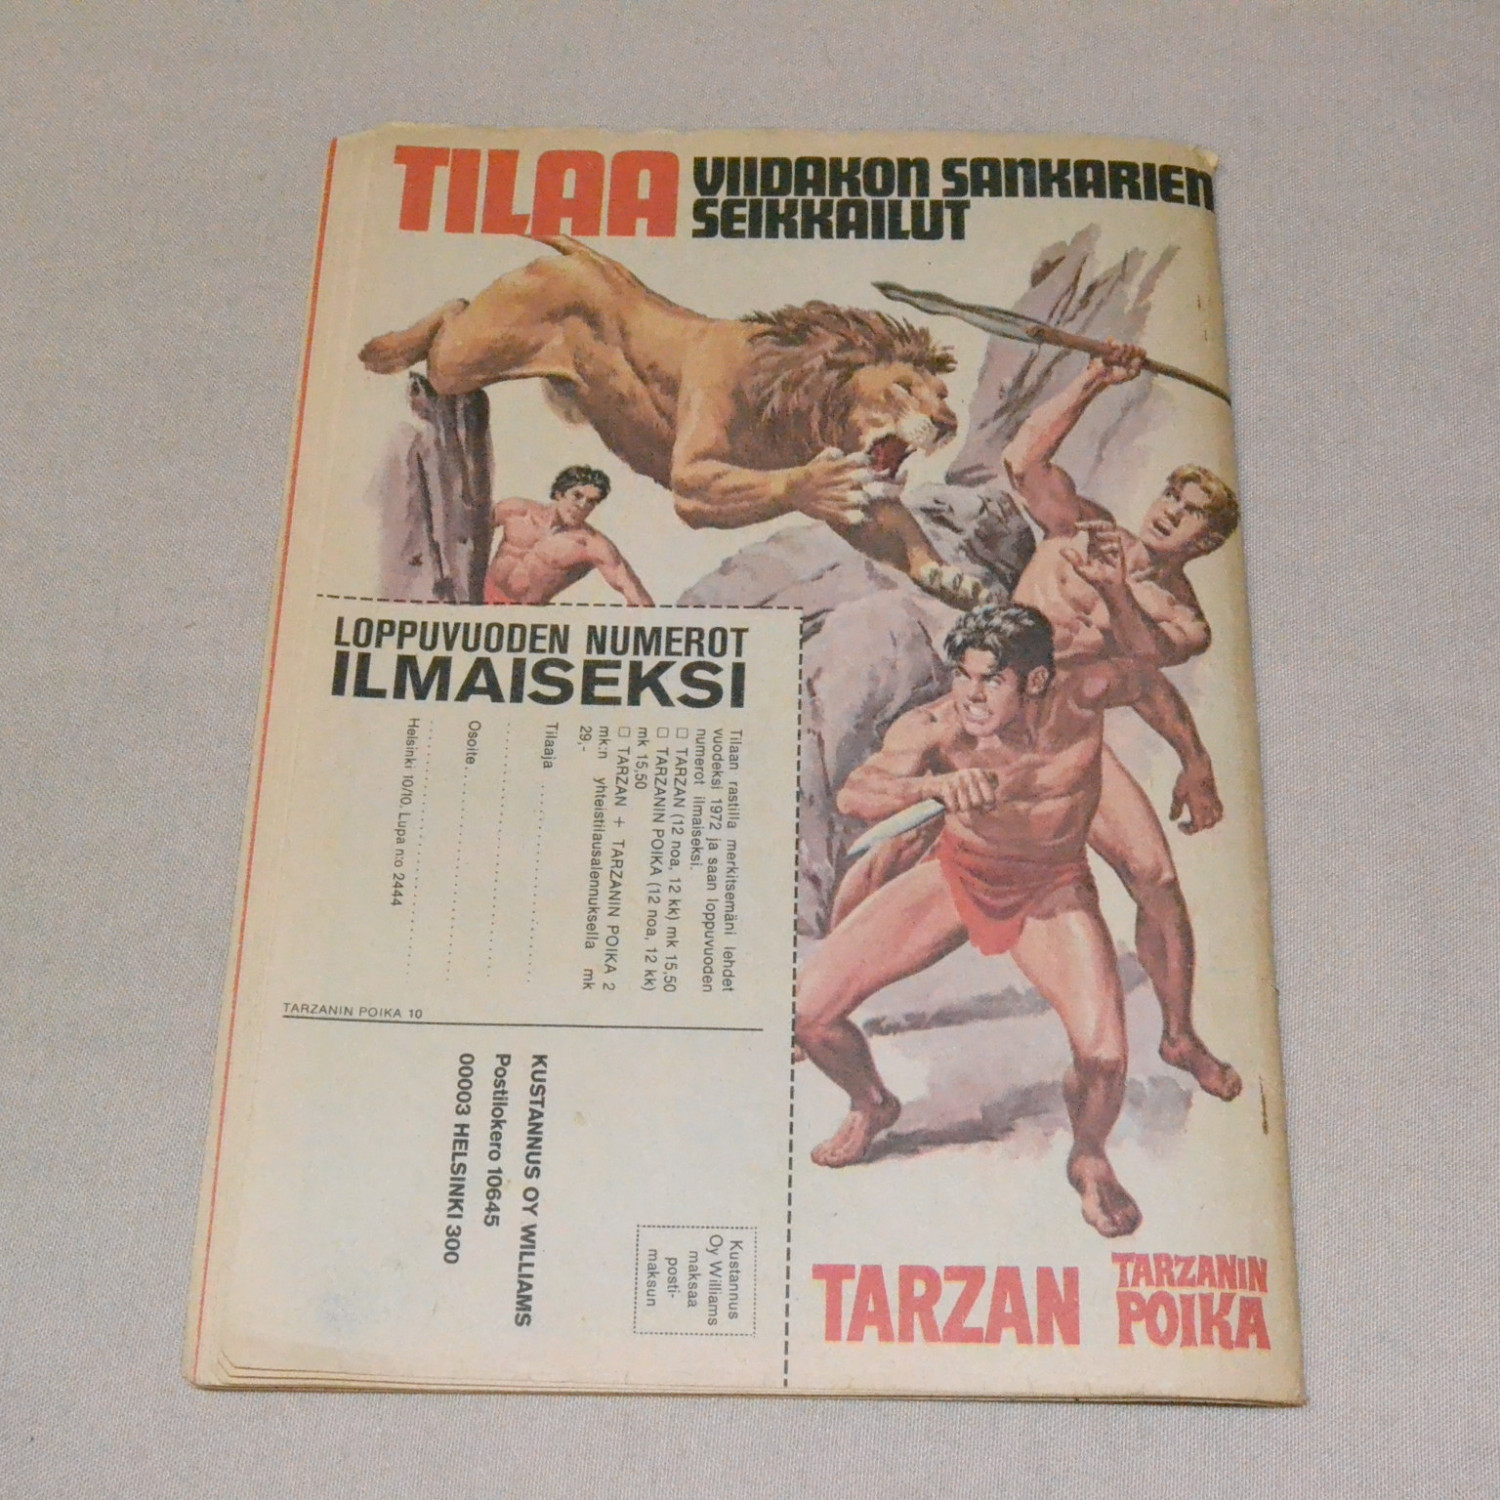 TILAA VIIDAKON SANKARIEN
SEIKKAILUT
LOPPUVUODEN NUMEROT
ILMAISEKSI
Tilaan rastilla merkitsemäni lehdet
vuodeksi 1972 ja saan loppuvuoden
numerot ilmaiseksi.
□ TARZAN (12 noa, 12 kk) mk 15,50
□ TARZANIN POIKA (12 noa, 12 kk)
mk 15,50
□ TARZAN + TARZANIN POIKA 2
mk:n yhteistilausalennuksella mk
29,-
Tilaaja
Osoite
Helsinki 10/10. Lupa n:o 2444
TARZANIN POIKA 10
KUSTANNUS OY WILLIAMS
Postilokero 10645
00003 HELSINKI 300
Kustannus
Oy Williams
maksaa
posti-
maksun
TARZAN
TARZANIN
POIKA